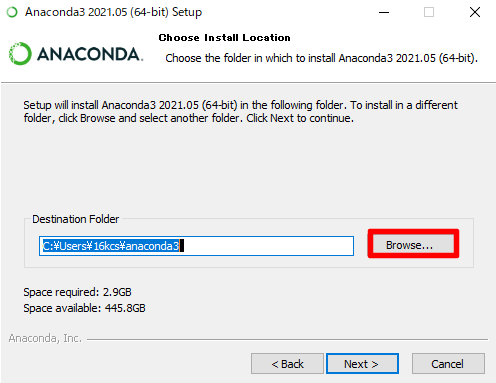 Anaconda3 2021.05 (64-bit) Setup
ANACONDA.
Choose Install Location
Choose the folder in which to install Anaconda3 2021.05 (64-bit).
Setup will install Anaconda3 2021.05 (64-bit) in the following folder. To install in a different
folder, click Browse and select another folder. Click Next to continue.
Destination Folder
C:¥Users¥16kcs¥anaconda3
Browse...
Space required: 2.9GB
Space available: 445.8GB
Anaconda, Inc.
< Back
Next >
Cancel